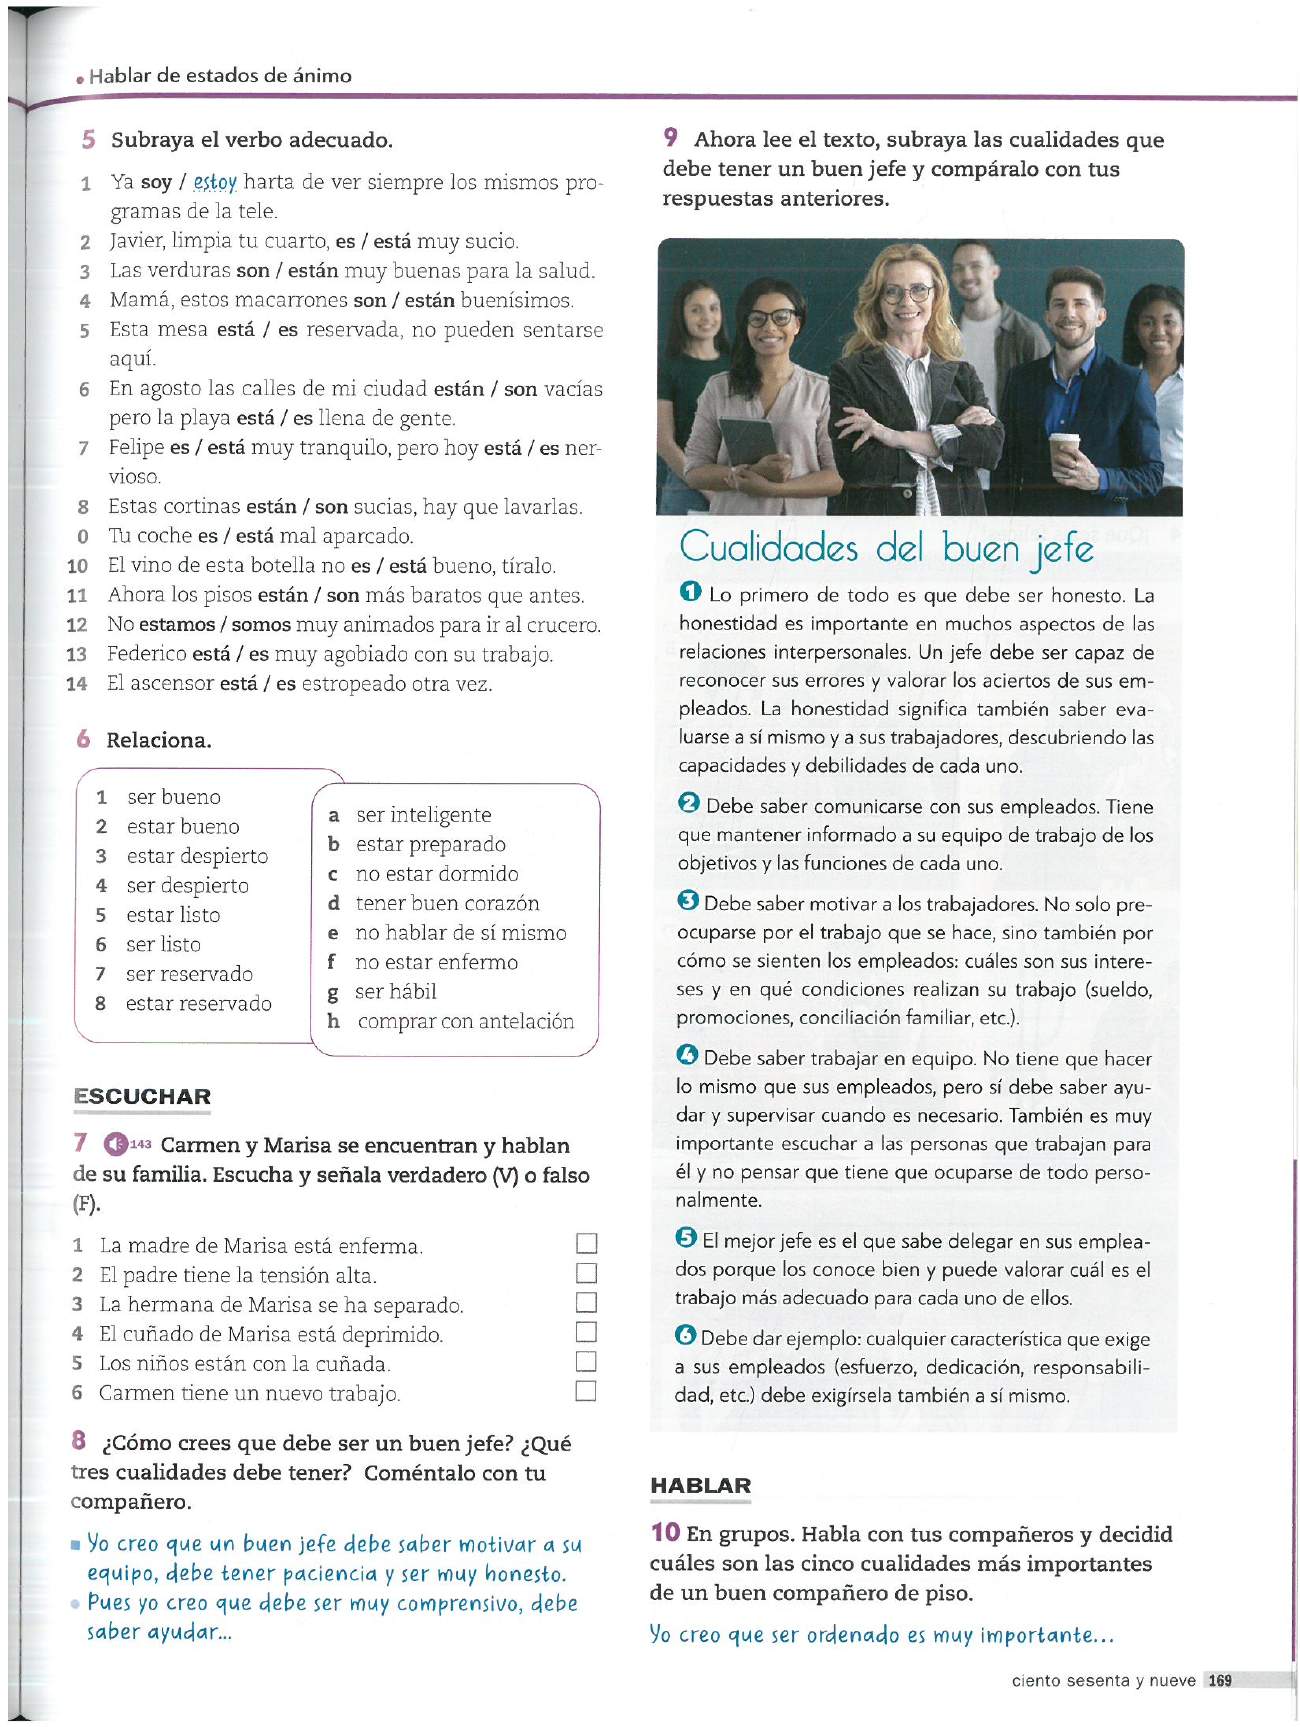 • Hablar de estados de ánimo
5 Subraya el verbo adecuado.
1 Ya soy / estoy harta de ver siempre los mismos pro-
gramas de la tele.
2 Javier, limpia tu cuarto, es / está muy sucio.
3 Las verduras son / están muy buenas para la salud.
4 Mamá, estos macarrones son / están buenísimos.
5 Esta mesa está / es reservada, no pueden sentarse
aquí.
6 En agosto las calles de mi ciudad están / son vacías
pero la playa está / es llena de gente.
7 Felipe es / está muy tranquilo, pero hoy está / es ner-
vioso.
8 Estas cortinas están / son sucias, hay que lavarlas.
0 Tu coche es / está mal aparcado.
10 El vino de esta botella no es / está bueno, tíralo.
11 Ahora los pisos están / son más baratos que antes.
12 No estamos / somos muy animados para ir al crucero.
13 Federico está / es muy agobiado con su trabajo.
14 El ascensor está / es estropeado otra vez.
6 Relaciona.
1 ser bueno
2 estar bueno
3 estar despierto
4 ser despierto
5 estar listo
6 ser listo
7 ser reservado
8 estar reservado
a ser inteligente
b estar preparado
c no estar dormido
d tener buen corazón
e no hablar de sí mismo
f no estar enfermo
g ser hábil
h comprar con antelación
ESCUCHAR
7 143 Carmen y Marisa se encuentran y hablan
de su familia. Escucha y señala verdadero (V) o falso
(F).
1 La madre de Marisa está enferma.
2 El padre tiene la tensión alta.
3 La hermana de Marisa se ha separado.
4 El cuñado de Marisa está deprimido.
5 Los niños están con la cuñada.
6 Carmen tiene un nuevo trabajo.
8 ¿Cómo crees que debe ser un buen jefe? ¿Qué
tres cualidades debe tener? Coméntalo con tu
compañero.
■ Yo creo que un buen jefe debe saber motivar a su
equipo, debe tener paciencia y ser muy honesto.
● Pues yo creo que debe ser muy comprensivo, debe
saber ayudar...
9 Ahora lee el texto, subraya las cualidades que
debe tener un buen jefe y compáralo con tus
respuestas anteriores.
Cualidades del buen jefe
1 Lo primero de todo es que debe ser honesto. La
honestidad es importante en muchos aspectos de las
relaciones interpersonales. Un jefe debe ser capaz de
reconocer sus errores y valorar los aciertos de sus em-
pleados. La honestidad significa también saber eva-
luarse a sí mismo y a sus trabajadores, descubriendo las
capacidades y debilidades de cada uno.
2 Debe saber comunicarse con sus empleados. Tiene
que mantener informado a su equipo de trabajo de los
objetivos y las funciones de cada uno.
3 Debe saber motivar a los trabajadores. No solo pre-
ocuparse por el trabajo que se hace, sino también por
cómo se sienten los empleados: cuáles son sus intere-
ses y en qué condiciones realizan su trabajo (sueldo,
promociones, conciliación familiar, etc.).
4 Debe saber trabajar en equipo. No tiene que hacer
lo mismo que sus empleados, pero sí debe saber ayu-
dar y supervisar cuando es necesario. También es muy
importante escuchar a las personas que trabajan para
él y no pensar que tiene que ocuparse de todo perso-
nalmente.
5 El mejor jefe es el que sabe delegar en sus emplea-
dos porque los conoce bien y puede valorar cuál es el
trabajo más adecuado para cada uno de ellos.
6 Debe dar ejemplo: cualquier característica que exige
a sus empleados (esfuerzo, dedicación, responsabili-
dad, etc.) debe exigírsela también a sí mismo.
HABLAR
10 En grupos. Habla con tus compañeros y decidid
cuáles son las cinco cualidades más importantes
de un buen compañero de piso.
Yo creo que ser ordenado es muy importante...
ciento sesenta y nueve 169